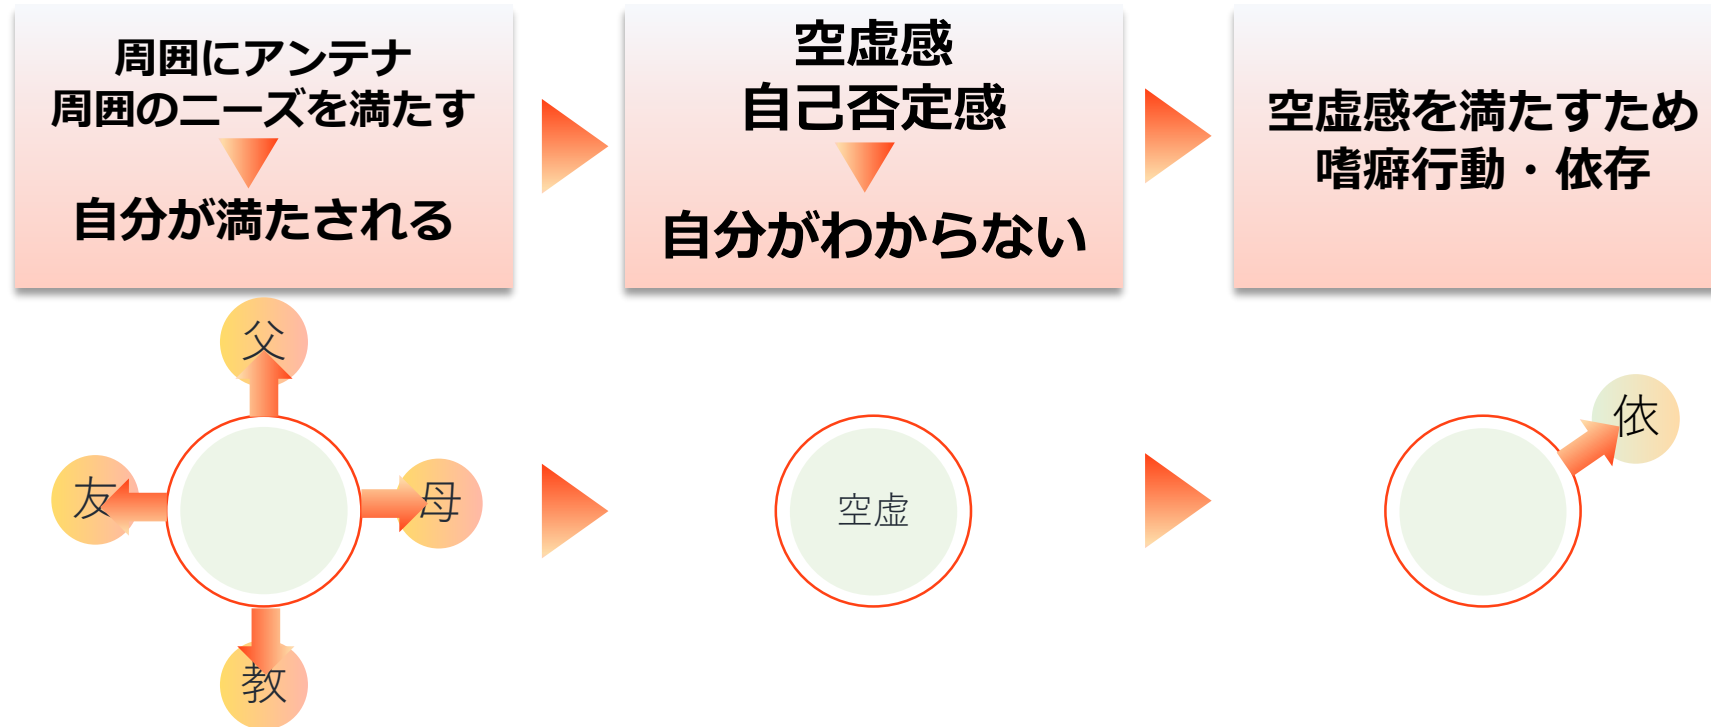 周囲にアンテナ
周囲のニーズを満たす
自分が満たされる
空虚感
自己否定感
自分がわからない
空虚感を満たすため
嗜癖行動・依存
父
友
母
教
空虚
依